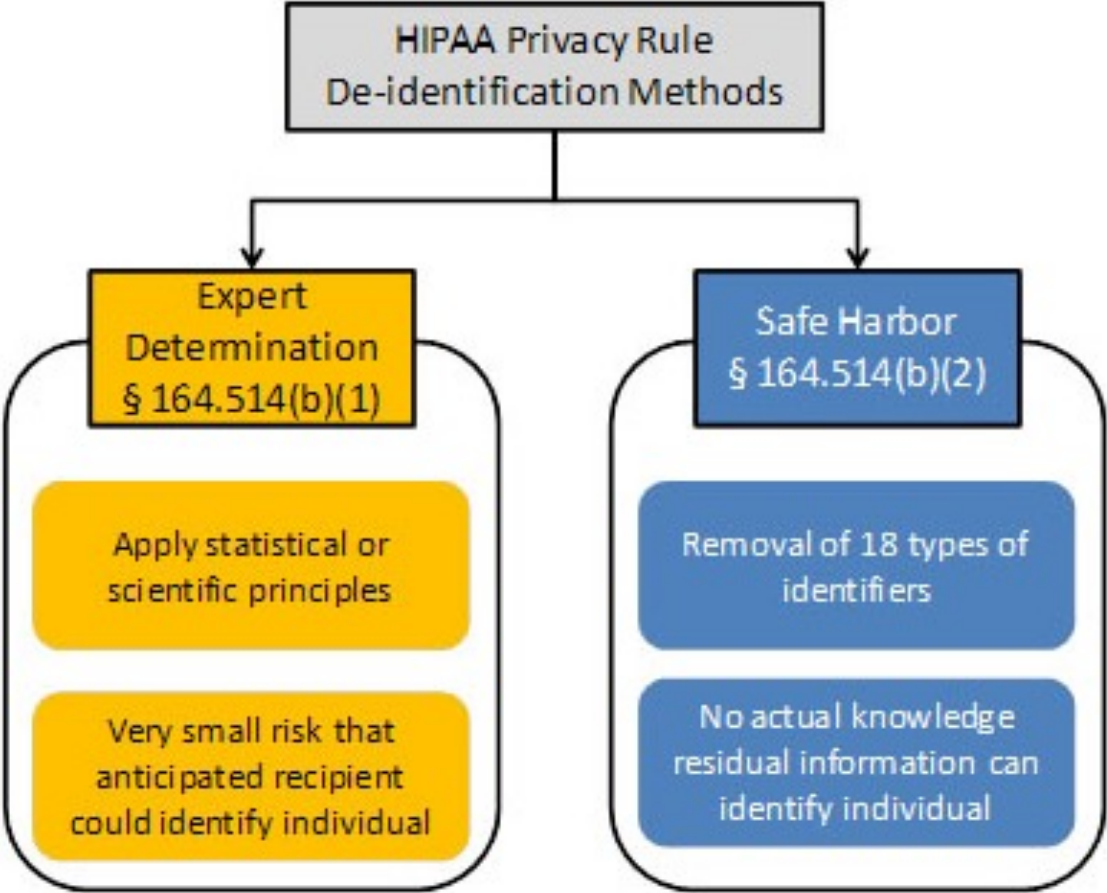 HIPAA Privacy Rule
De-identification Methods
Expert
Determination
§ 164.514(b)(1)
Apply statistical or
scientific principles
Very small risk that
anticipated recipient
could identify individual
Safe Harbor
§ 164.514(b)(2)
Removal of 18 types of
identifiers
No actual knowledge
residual information can
identify individual